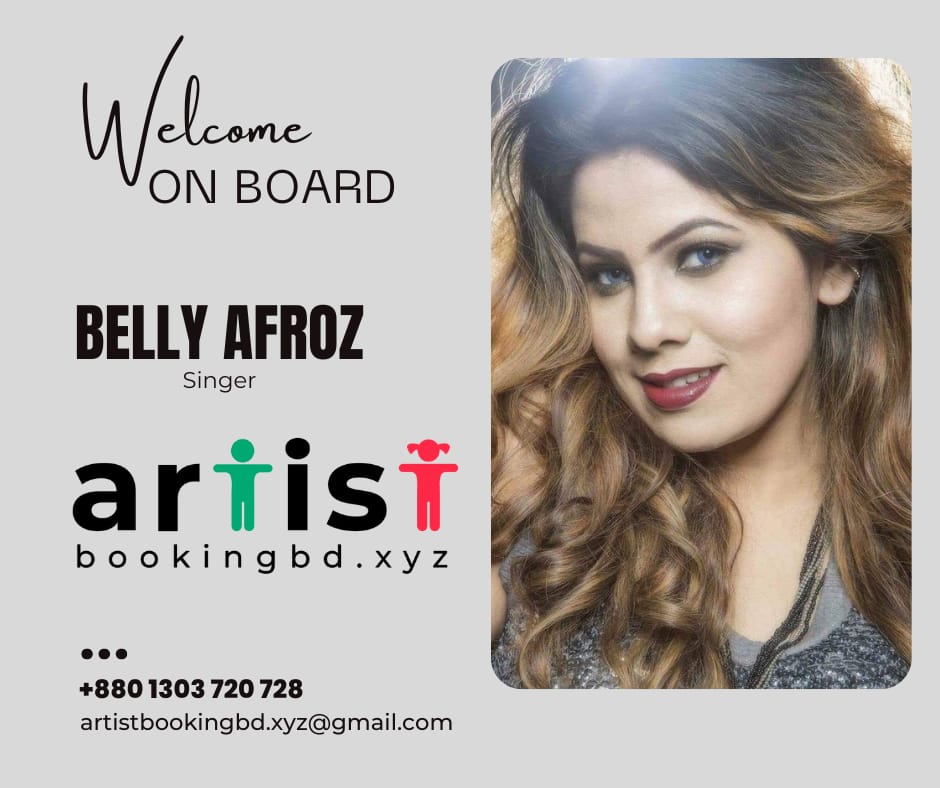 Welcome
ON BOARD
BELLY AFROZ
Singer
artist
bookingbd.xyz
+880 1303 720 728
artistbookingbd.xyz@gmail.com